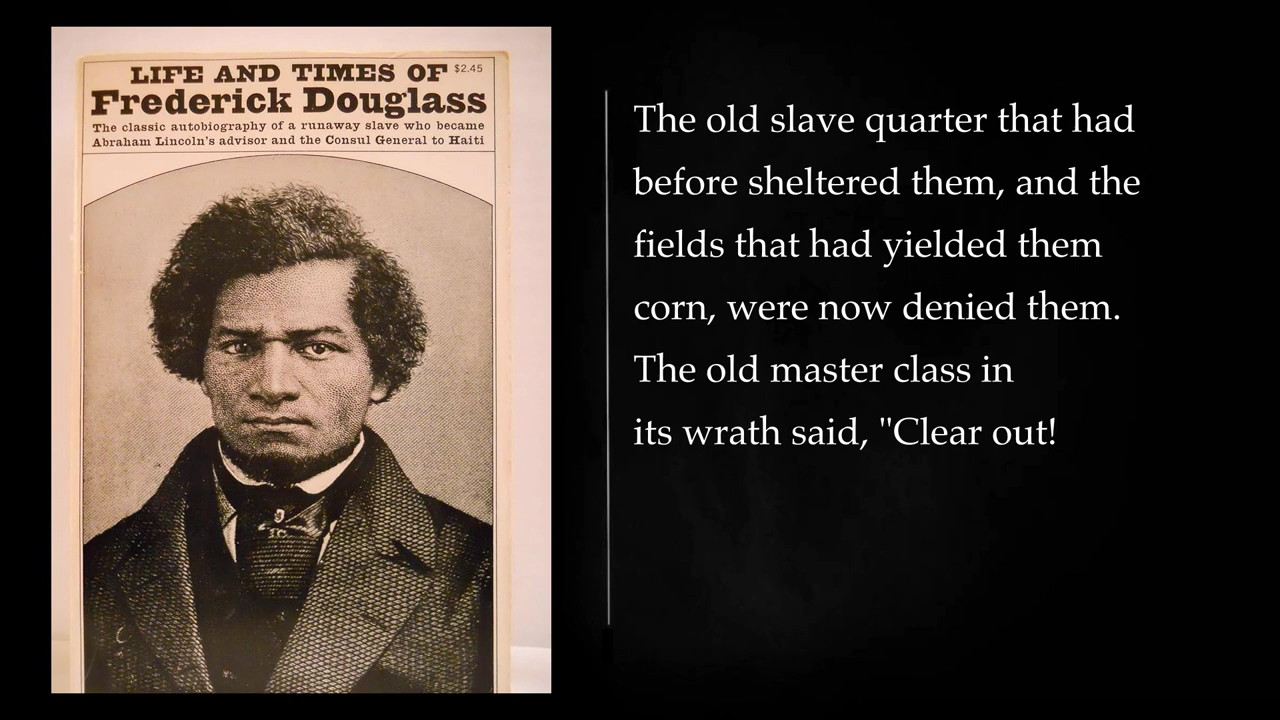 LIFE AND TIMES OF $2.45
Frederick Douglass
The classic autobiography of a runaway slave who became
Abraham Lincoln's advisor and the Consul General to Haiti
The old slave quarter that had
before sheltered them, and the
fields that had yielded them
corn, were now denied them.
The old master class in
its wrath said, "Clear out!